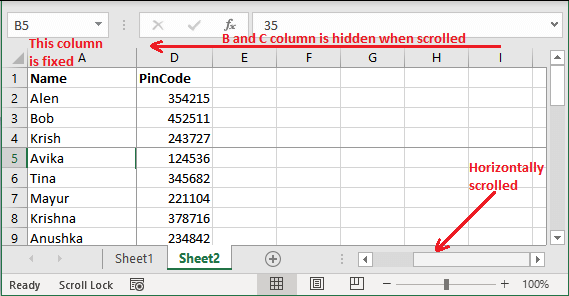 B5 fx 35
This column is fixed
B and C column is hidden when scrolled
A D E F G H I
1 Name PinCode
2 Alen 354215
3 Bob 452511
4 Krish 243727
5 Avika 124536
6 Tina 345682
7 Mayur 221104
8 Krishna 378716
9 Anushka 234842
Horizontally
scrolled
Sheet1 Sheet2
Ready Scroll Lock 100%